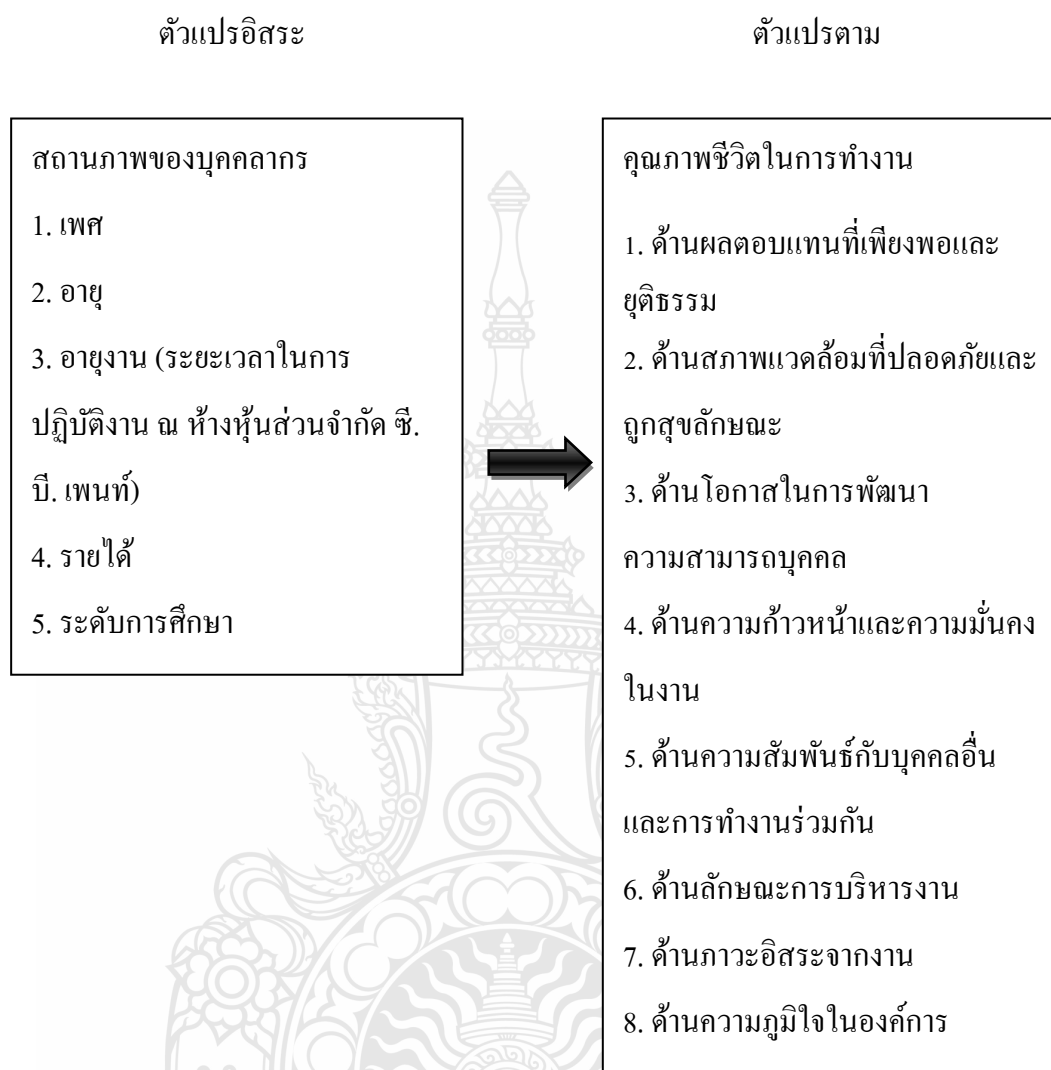 ตัวแปรอิสระ
ตัวแปรตาม
สถานภาพของบุคคลากร
1. เพศ
2. อายุ
3. อายุงาน (ระยะเวลาในการ
ปฏิบัติงาน ณ ห้างหุ้นส่วนจำกัด ซี.
บี. เพนท์)
4. รายได้
5. ระดับการศึกษา
คุณภาพชีวิตในการทำงาน
1. ด้านผลตอบแทนที่เพียงพอและ
ยุติธรรม
2. ด้านสภาพแวดล้อมที่ปลอดภัยและ
ถูกสุขลักษณะ
3. ด้านโอกาสในการพัฒนา
ความสามารถบุคคล
4. ด้านความก้าวหน้าและความมั่นคง
ในงาน
5. ด้านความสัมพันธ์กับบุคคลอื่น
และการทำงานร่วมกัน
6. ด้านลักษณะการบริหารงาน
7. ด้านภาวะอิสระจากงาน
8. ด้านความภูมิใจในองค์การ